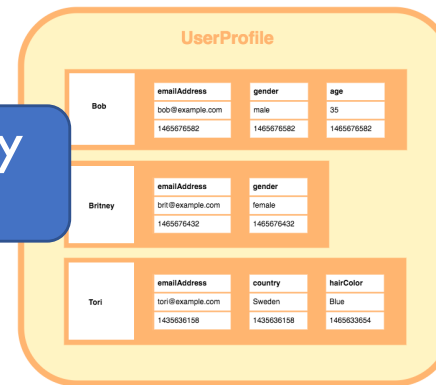 UserProfile
emailAddress gender age
Bob bob@example.com male 35
1465676582 1465676582 1465676582
y
emailAddress gender
Britney brit@example.com female
1465676432 1465676432
emailAddress country hairColor
Tori tori@example.com Sweden Blue
1435636158 1435636158 1465633654